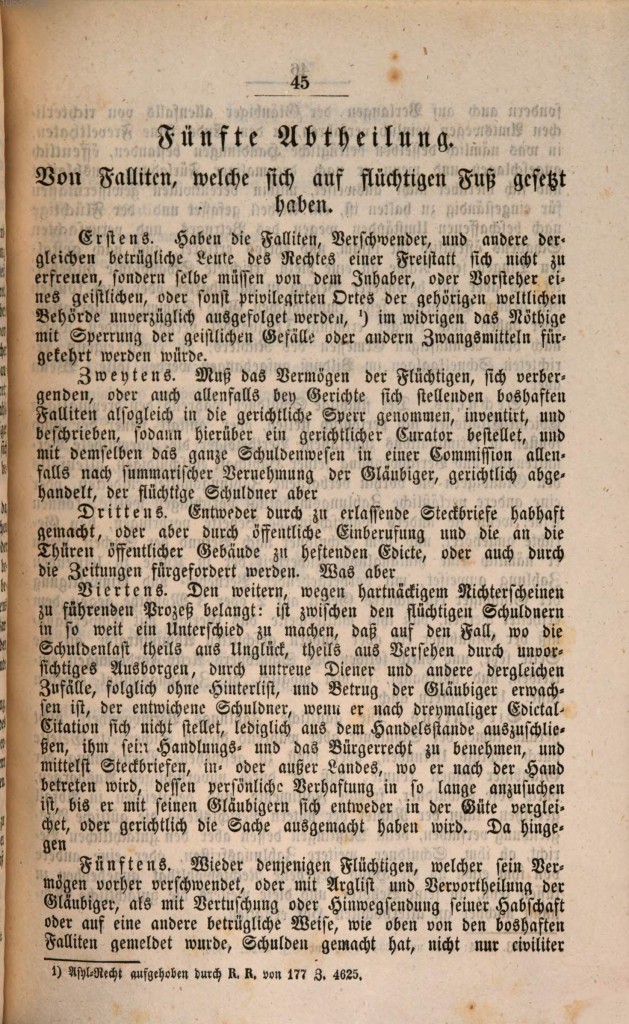 45
Fünfte Abtheilung.
Von Falliten, welche sich auf flüchtigen Fuß gesetzt
haben.
Erstens. Haben die Falliten, Verschwender, und andere der-
gleichen betrügliche Leute des Rechtes einer Freistatt sich nicht zu
erfreuen, sondern selbe müssen von dem Inhaber, oder Vorsteher ei-
nes geistlichen, oder sonst privilegirten Ortes der gehörigen weltlichen
Behörde unverzüglich ausgefolget werden, ¹) im widrigen das Nöthige
mit Sperrung der geistlichen Gefälle oder andern Zwangsmitteln für-
gekehrt werden würde.
Zweytens. Muß das Vermögen der Flüchtigen, sich verber-
genden, oder auch allenfalls bey Gerichte sich stellenden boshaften
Falliten alsogleich in die gerichtliche Sperr genommen, inventirt, und
beschrieben, sodann hierüber ein gerichtlicher Curator bestellet, und
mit demselben das ganze Schuldenwesen in einer Commission allen-
falls nach summarischer Vernehmung der Gläubiger, gerichtlich abge-
handelt, der flüchtige Schuldner aber
Drittens. Entweder durch zu erlassende Steckbriefe habhaft
gemacht, oder aber durch öffentliche Einberufung und die an die
Thüren öffentlicher Gebäude zu heftenden Edicte, oder auch durch
die Zeitungen fürgefordert werden. Was aber
Viertens. Den weitern, wegen hartnäckigem Nichterscheinen
zu führenden Prozeß belangt: ist zwischen den flüchtigen Schuldnern
in so weit ein Unterschied zu machen, daß auf den Fall, wo die
Schuldenlast theils aus Unglück, theils aus Versehen durch unvor-
sichtiges Ausborgen, durch untreue Diener und andere dergleichen
Zufälle, folglich ohne Hinterlist, und Betrug der Gläubiger erwach-
sen ist, der entwichene Schuldner, wenn er nach dreymaliger Edictal-
Citation sich nicht stellet, lediglich aus dem Handelsstande auszuschlie-
ßen, ihm sein Handlungs- und das Bürgerrecht zu benehmen, und
mittelst Steckbriefen, in- oder außer Landes, wo er nach der Hand
betreten wird, dessen persönliche Verhaftung in so lange anzusuchen
ist, bis er mit seinen Gläubigern sich entweder in der Güte verglei-
chet, oder gerichtlich die Sache ausgemacht haben wird. Da hinge-
gen
Fünftens. Wieder denjenigen Flüchtigen, welcher sein Ver-
mögen vorher verschwendet, oder mit Arglist und Vervortheilung der
Gläubiger, als mit Vertuschung oder Hinwegsendung seiner Habschaft
oder auf eine andere betrügliche Weise, wie oben von den boshaften
Falliten gemeldet wurde, Schulden gemacht hat, nicht nur civiliter
1) Asyl-Recht aufgehoben durch R. R. von 177 Z. 4625.